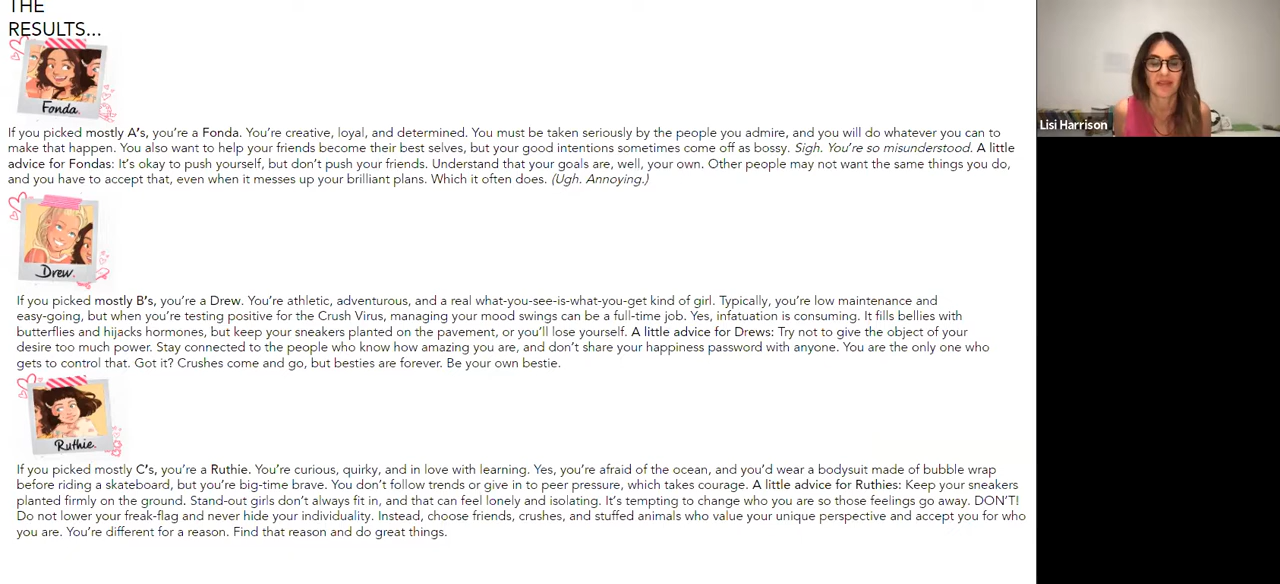 THE
RESULTS...
Fonda.
If you picked mostly A's, you're a Fonda. You're creative, loyal, and determined. You must be taken seriously by the people you admire, and you will do whatever you can to
make that happen. You also want to help your friends become their best selves, but your good intentions sometimes come off as bossy. Sigh. You're so misunderstood. A little
advice for Fondas: It's okay to push yourself, but don't push your friends. Understand that your goals are, well, your own. Other people may not want the same things you do,
and you have to accept that, even when it messes up your brilliant plans. Which it often does. (Ugh. Annoying.)
Drew.
If you picked mostly B's, you're a Drew. You're athletic, adventurous, and a real what-you-see-is-what-you-get kind of girl. Typically, you're low maintenance and
easy-going, but when you're testing positive for the Crush Virus, managing your mood swings can be a full-time job. Yes, infatuation is consuming. It fills bellies with
butterflies and hijacks hormones, but keep your sneakers planted on the pavement, or you'll lose yourself. A little advice for Drews: Try not to give the object of your
desire too much power. Stay connected to the people who know how amazing you are, and don't share your happiness password with anyone. You are the only one who
gets to control that. Got it? Crushes come and go, but besties are forever. Be your own bestie.
Ruthie.
If you picked mostly C's, you're a Ruthie. You're curious, quirky, and in love with learning. Yes, you're afraid of the ocean, and you'd wear a bodysuit made of bubble wrap
before riding a skateboard, but you're big-time brave. You don't follow trends or give in to peer pressure, which takes courage. A little advice for Ruthies: Keep your sneakers
planted firmly on the ground. Stand-out girls don't always fit in, and that can feel lonely and isolating. It's tempting to change who you are so those feelings go away. DON'T!
Do not lower your freak-flag and never hide your individuality. Instead, choose friends, crushes, and stuffed animals who value your unique perspective and accept you for who
you are. You're different for a reason. Find that reason and do great things.
Lisi Harrison